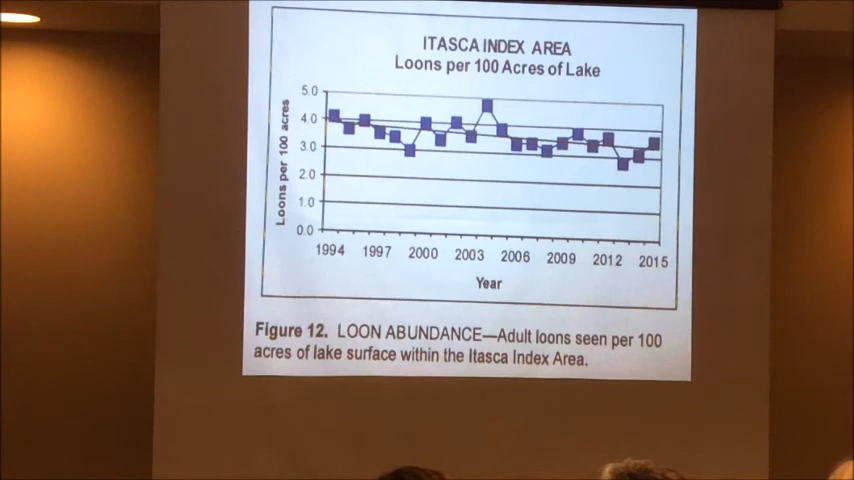 ITASCA INDEX AREA
Loons per 100 Acres of Lake
Loons per 100 acres
5.0
4.0
3.0
2.0
1.0
0.0
1994 1997 2000 2003 2006 2009 2012 2015
Year
Figure 12. LOON ABUNDANCE—Adult loons seen per 100
acres of lake surface within the Itasca Index Area.